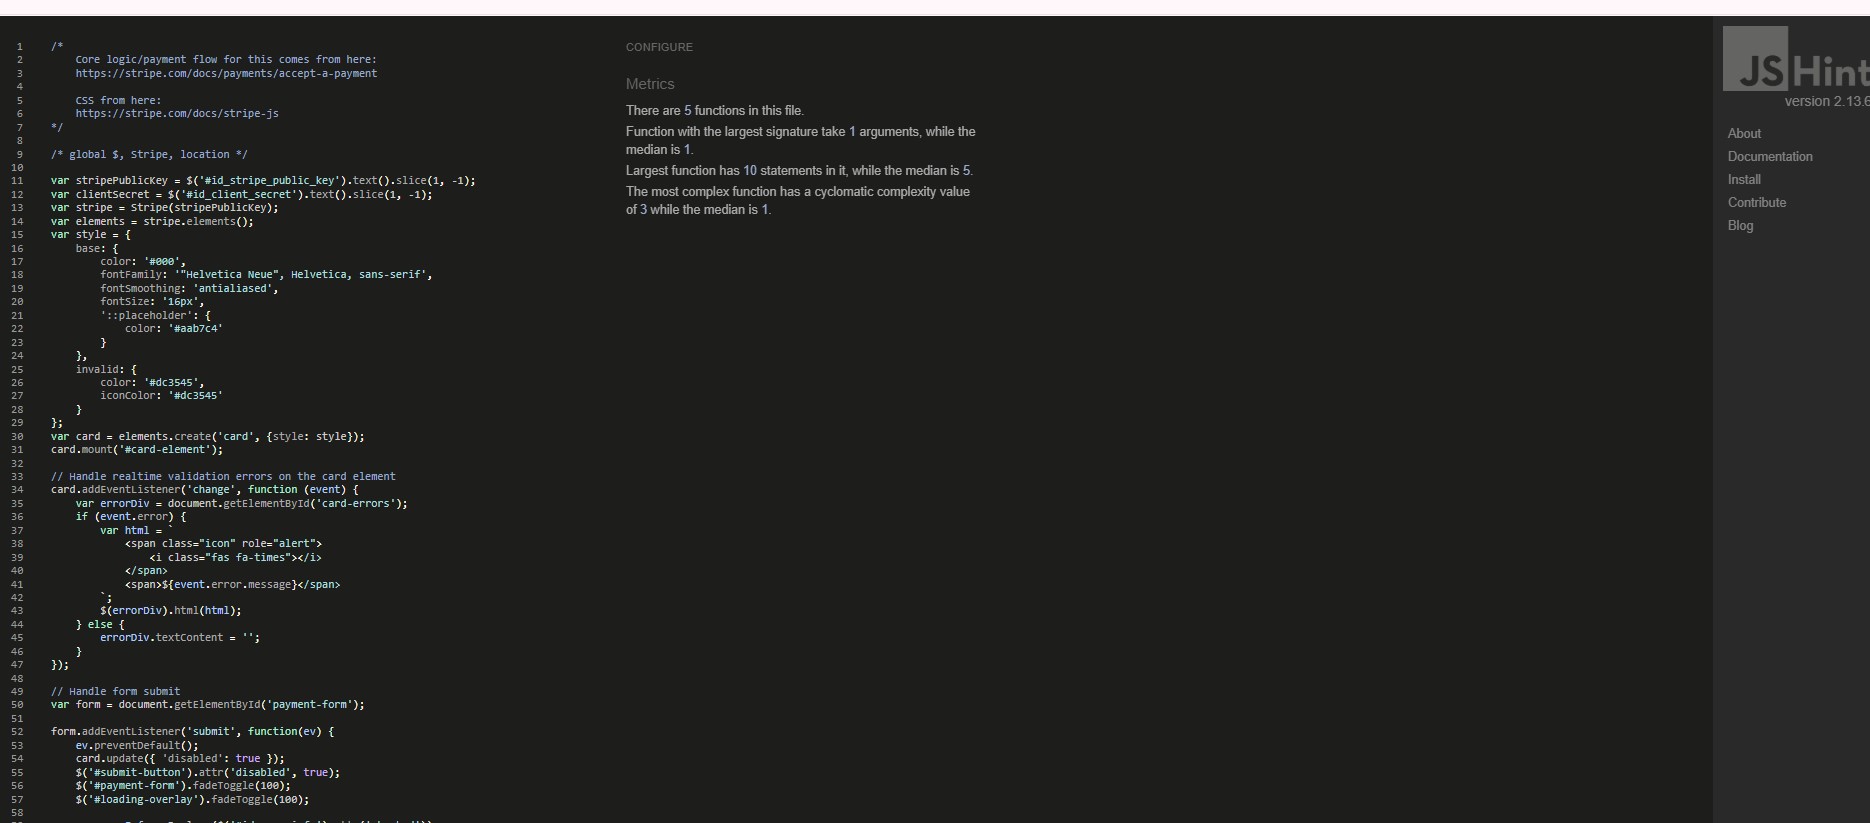 1 /*
2 Core logic/payment flow for this comes from here:
3 https://stripe.com/docs/payments/accept-a-payment
4
5 CSS from here:
6 https://stripe.com/docs/stripe-js
7 */
8
9 /* global $, Stripe, location */
10
11 var stripePublicKey = $('#id_stripe_public_key').text().slice(1, -1);
12 var clientSecret = $('#id_client_secret').text().slice(1, -1);
13 var stripe = Stripe(stripePublicKey);
14 var elements = stripe.elements();
15 var style = {
16 base: {
17 color: '#000',
18 fontFamily: '"Helvetica Neue", Helvetica, sans-serif',
19 fontSmoothing: 'antialiased',
20 fontSize: '16px',
21 '::placeholder': {
22 color: '#aab7c4'
23 }
24 },
25 invalid: {
26 color: '#dc3545',
27 iconColor: '#dc3545'
28 }
29 };
30 var card = elements.create('card', {style: style});
31 card.mount('#card-element');
32
33 // Handle realtime validation errors on the card element
34 card.addEventListener('change', function (event) {
35 var errorDiv = document.getElementById('card-errors');
36 if (event.error) {
37 var html = `
38 <span class="icon" role="alert">
39 <i class="fas fa-times"></i>
40 </span>
41 <span>${event.error.message}</span>
42 `;
43 $(errorDiv).html(html);
44 } else {
45 errorDiv.textContent = '';
46 }
47 });
48
49 // Handle form submit
50 var form = document.getElementById('payment-form');
51
52 form.addEventListener('submit', function(ev) {
53 ev.preventDefault();
54 card.update({ 'disabled': true });
55 $('#submit-button').attr('disabled', true);
56 $('#payment-form').fadeToggle(100);
57 $('#loading-overlay').fadeToggle(100);
58
CONFIGURE
Metrics
There are 5 functions in this file.
Function with the largest signature take 1 arguments, while the
median is 1.
Largest function has 10 statements in it, while the median is 5.
The most complex function has a cyclomatic complexity value
of 3 while the median is 1.
JSHint
version 2.13.6
About
Documentation
Install
Contribute
Blog